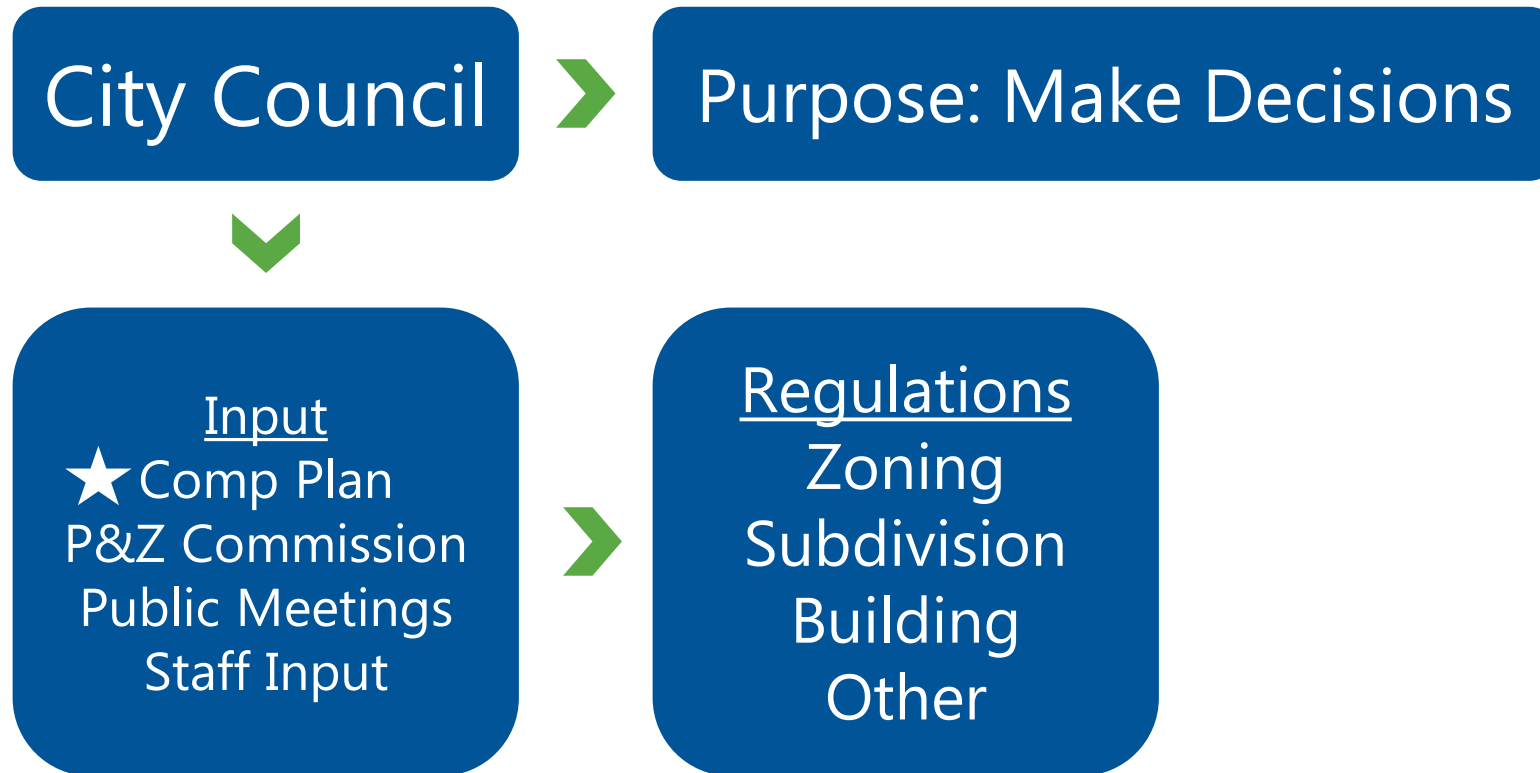 City Council
Purpose: Make Decisions
Input
Comp Plan
P&Z Commission
Public Meetings
Staff Input
Regulations
Zoning
Subdivision
Building
Other